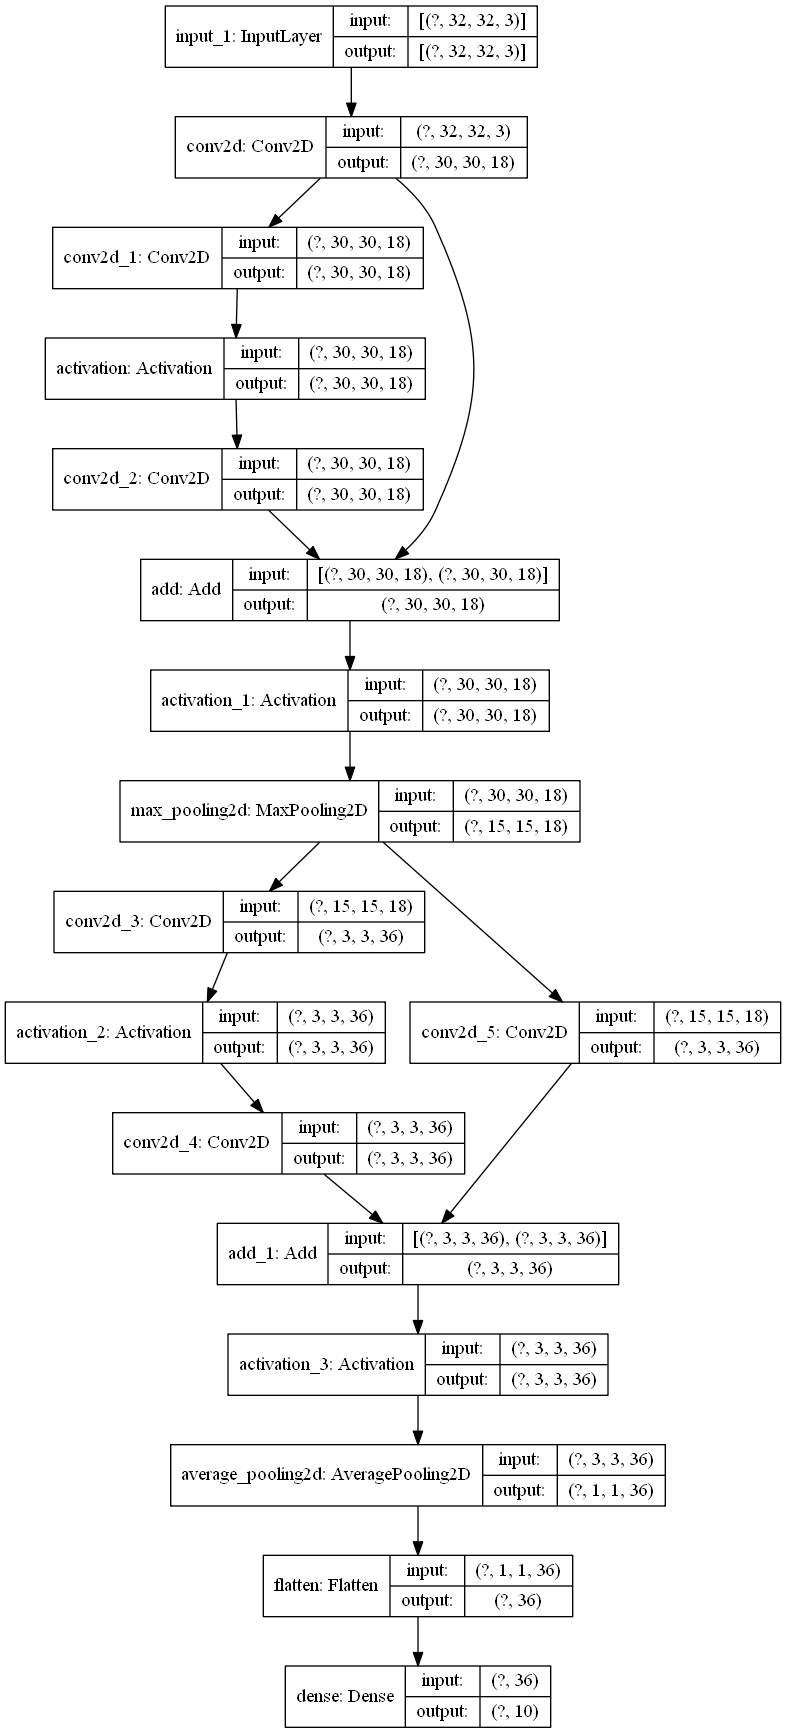 input_1: InputLayer
input: [(?, 32, 32, 3)]
output: [(?, 32, 32, 3)]
conv2d: Conv2D
input: (?, 32, 32, 3)
output: (?, 30, 30, 18)
conv2d_1: Conv2D
input: (?, 30, 30, 18)
output: (?, 30, 30, 18)
activation: Activation
input: (?, 30, 30, 18)
output: (?, 30, 30, 18)
conv2d_2: Conv2D
input: (?, 30, 30, 18)
output: (?, 30, 30, 18)
add: Add
input: [(?, 30, 30, 18), (?, 30, 30, 18)]
output: (?, 30, 30, 18)
activation_1: Activation
input: (?, 30, 30, 18)
output: (?, 30, 30, 18)
max_pooling2d: MaxPooling2D
input: (?, 30, 30, 18)
output: (?, 15, 15, 18)
conv2d_3: Conv2D
input: (?, 15, 15, 18)
output: (?, 3, 3, 36)
activation_2: Activation
input: (?, 3, 3, 36)
output: (?, 3, 3, 36)
conv2d_5: Conv2D
input: (?, 15, 15, 18)
output: (?, 3, 3, 36)
conv2d_4: Conv2D
input: (?, 3, 3, 36)
output: (?, 3, 3, 36)
add_1: Add
input: [(?, 3, 3, 36), (?, 3, 3, 36)]
output: (?, 3, 3, 36)
activation_3: Activation
input: (?, 3, 3, 36)
output: (?, 3, 3, 36)
average_pooling2d: AveragePooling2D
input: (?, 3, 3, 36)
output: (?, 1, 1, 36)
flatten: Flatten
input: (?, 1, 1, 36)
output: (?, 36)
dense: Dense
input: (?, 36)
output: (?, 10)